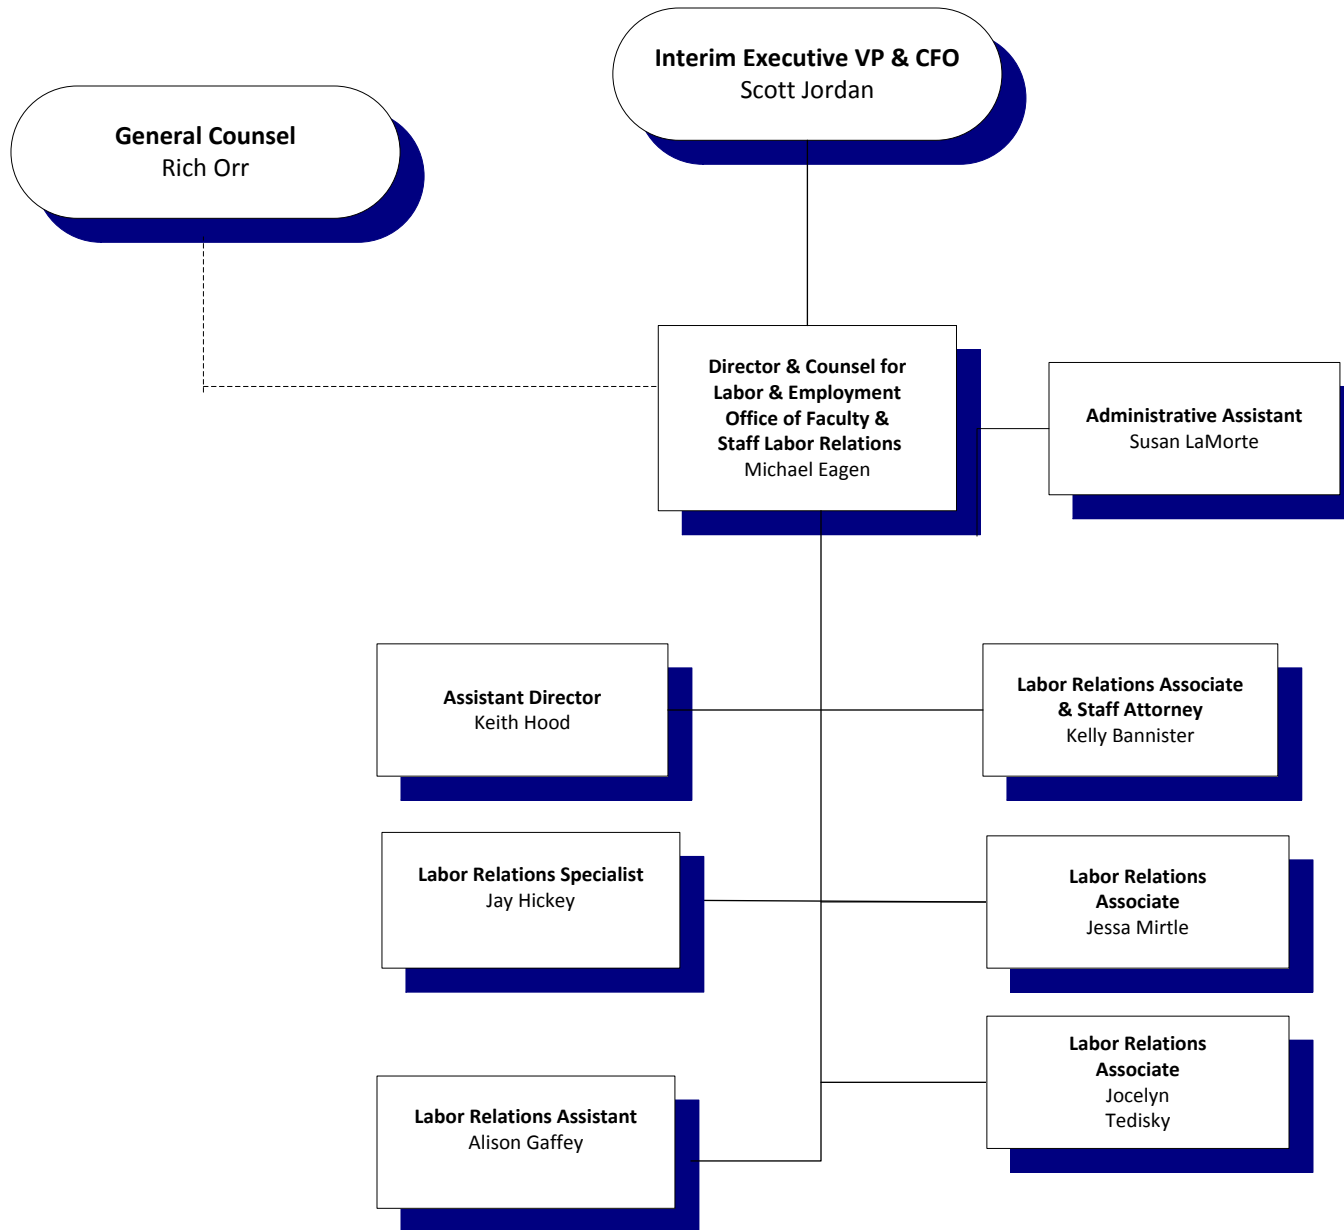 Interim Executive VP & CFO
Scott Jordan
General Counsel
Rich Orr
Director & Counsel for
Labor & Employment
Office of Faculty &
Staff Labor Relations
Michael Eagen
Administrative Assistant
Susan LaMorte
Assistant Director
Keith Hood
Labor Relations Associate
& Staff Attorney
Kelly Bannister
Labor Relations Specialist
Jay Hickey
Labor Relations
Associate
Jessa Mirtle
Labor Relations
Associate
Jocelyn
Tedisky
Labor Relations Assistant
Alison Gaffey